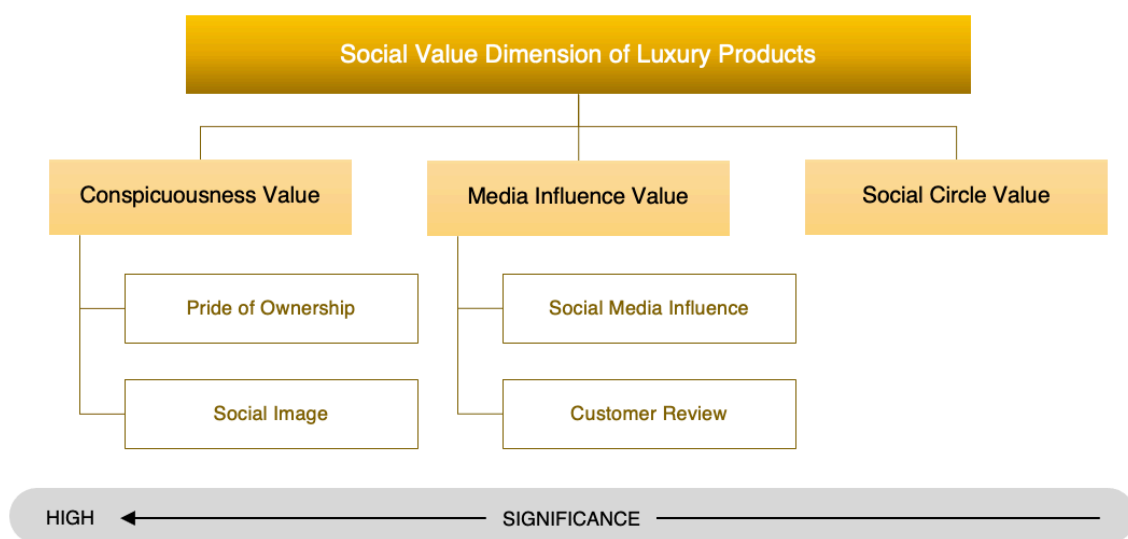 Social Value Dimension of Luxury Products
Conspicuousness Value
Media Influence Value
Social Circle Value
Pride of Ownership
Social Media Influence
Social Image
Customer Review
HIGH
SIGNIFICANCE